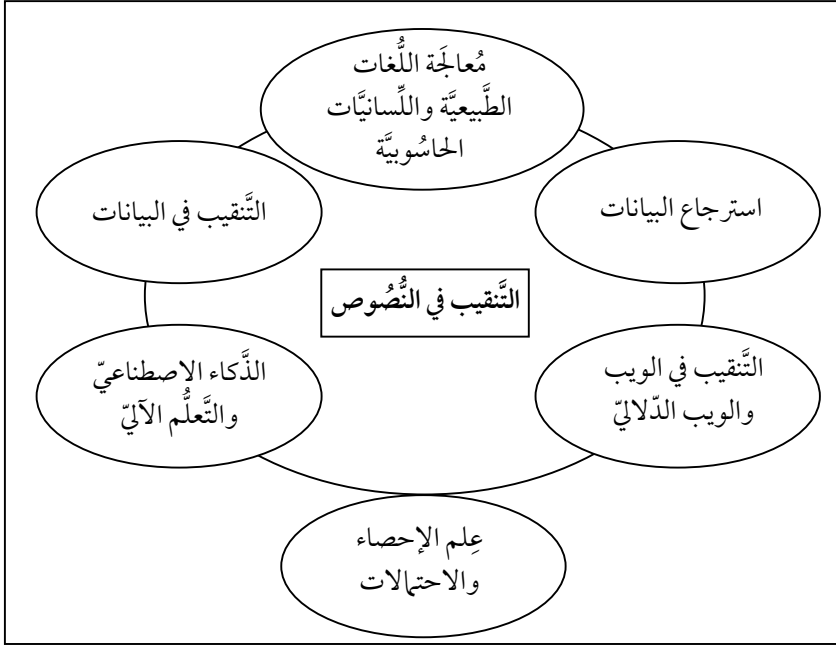 مُعالجَة اللُّغات
الطَّبيعيَّة واللِّسانيَّات
الحاسُوبيَّة
استرجاع البيانات
التَّنقيب في البيانات
التَّنقيب في النُّصُوص
التَّنقيب في الويب
والويب الدّلاليّ
الذَّكاء الاصطناعيّ
والتَّعلُّم الآليّ
عِلم الإحصاء
والاحتمالات